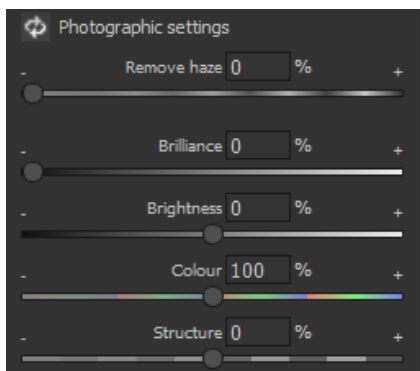 Photographic settings
Remove haze 0 %
- +
Brilliance 0 %
- +
Brightness 0 %
- +
Colour 100 %
- +
Structure 0 %
- +